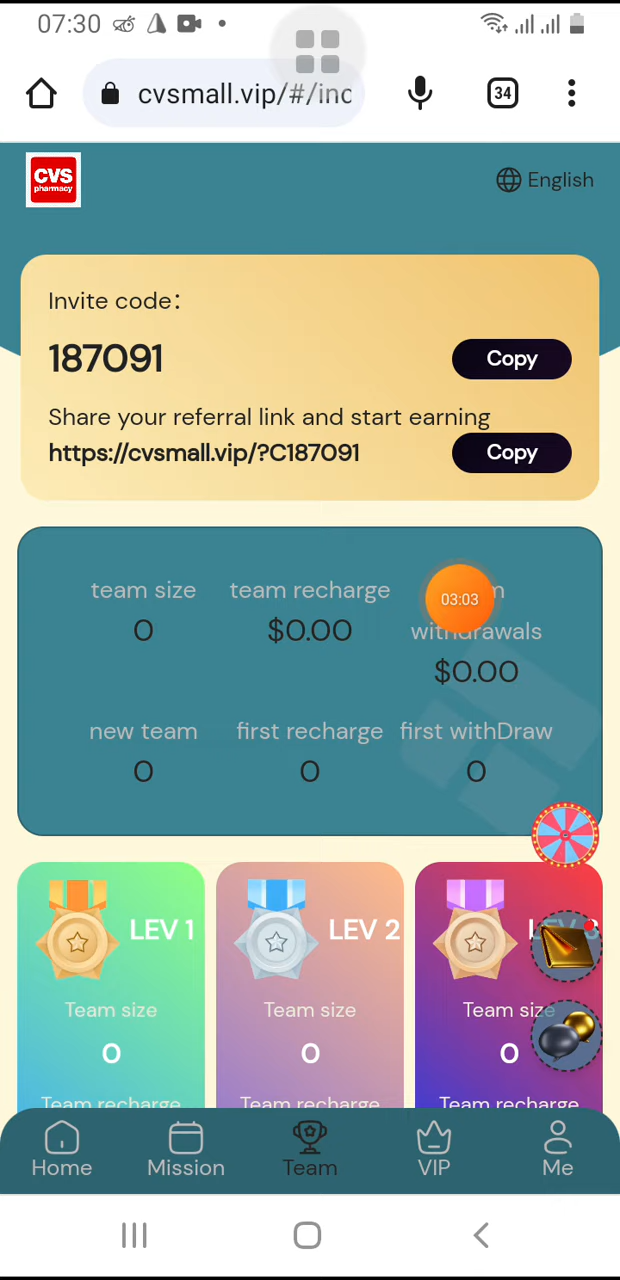 07:30
34
cvsmall.vip/#/inc
CVS
pharmacy
English
Invite code:
187091
Copy
Share your referral link and start earning
https://cvsmall.vip/?C187091
Copy
team size
team recharge
withdrawals
0
$0.00
$0.00
03:03
new team
first recharge
first withDraw
0
0
0
LEV 1
LEV 2
Team size
Team size
Team size
0
0
0
Team recharge
Team recharge
Team recharge
Home
Mission
Team
VIP
Me